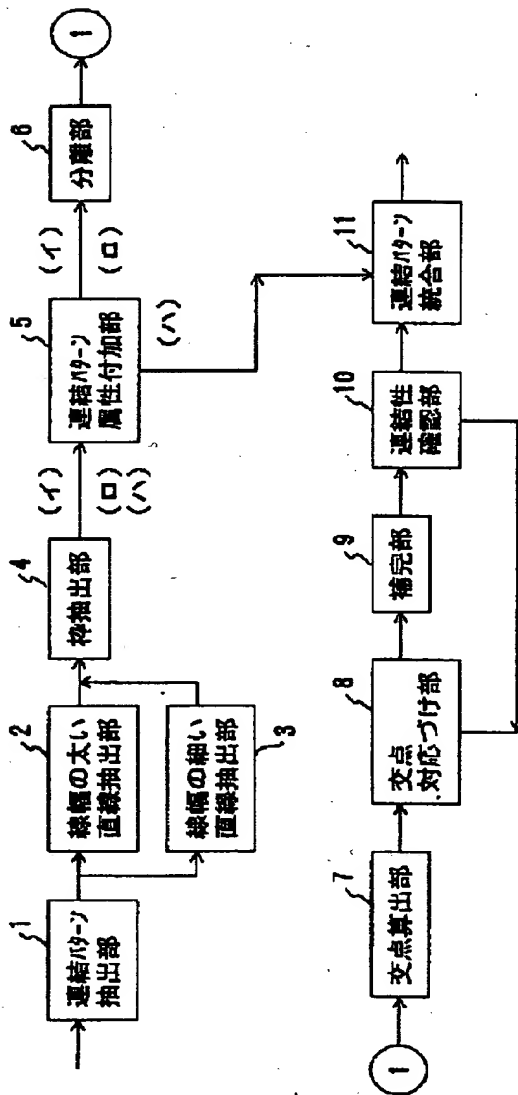 1
連結パターン
抽出部
2
線幅の太い
直線抽出部
線幅の細い
直線抽出部
3
4
枠抽出部
(イ)
(ロ)
(ハ)
5
連結パターン
属性付加部
(イ)
(ロ)
(ハ)
6
分離部
1
1
7
交点算出部
8
交点
対応づけ部
9
補完部
10
連結性
確認部
11
連結パターン
統合部